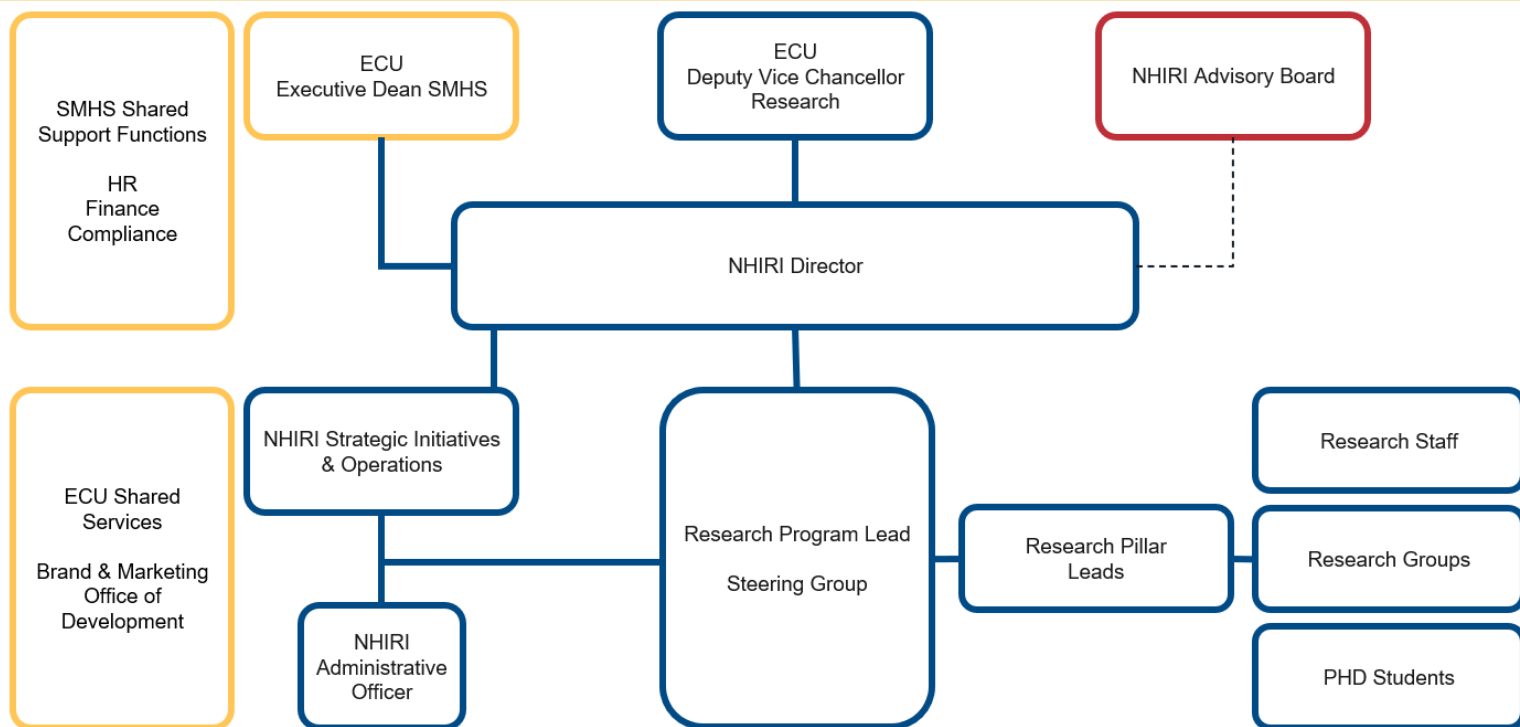 SMHS Shared
Support Functions
HR
Finance
Compliance
ECU
Executive Dean SMHS
ECU
Deputy Vice Chancellor
Research
NHIRI Advisory Board
NHIRI Director
ECU Shared
Services
Brand & Marketing
Office of
Development
NHIRI Strategic Initiatives
& Operations
NHIRI
Administrative
Officer
Research Program Lead
Steering Group
Research Pillar
Leads
Research Staff
Research Groups
PHD Students